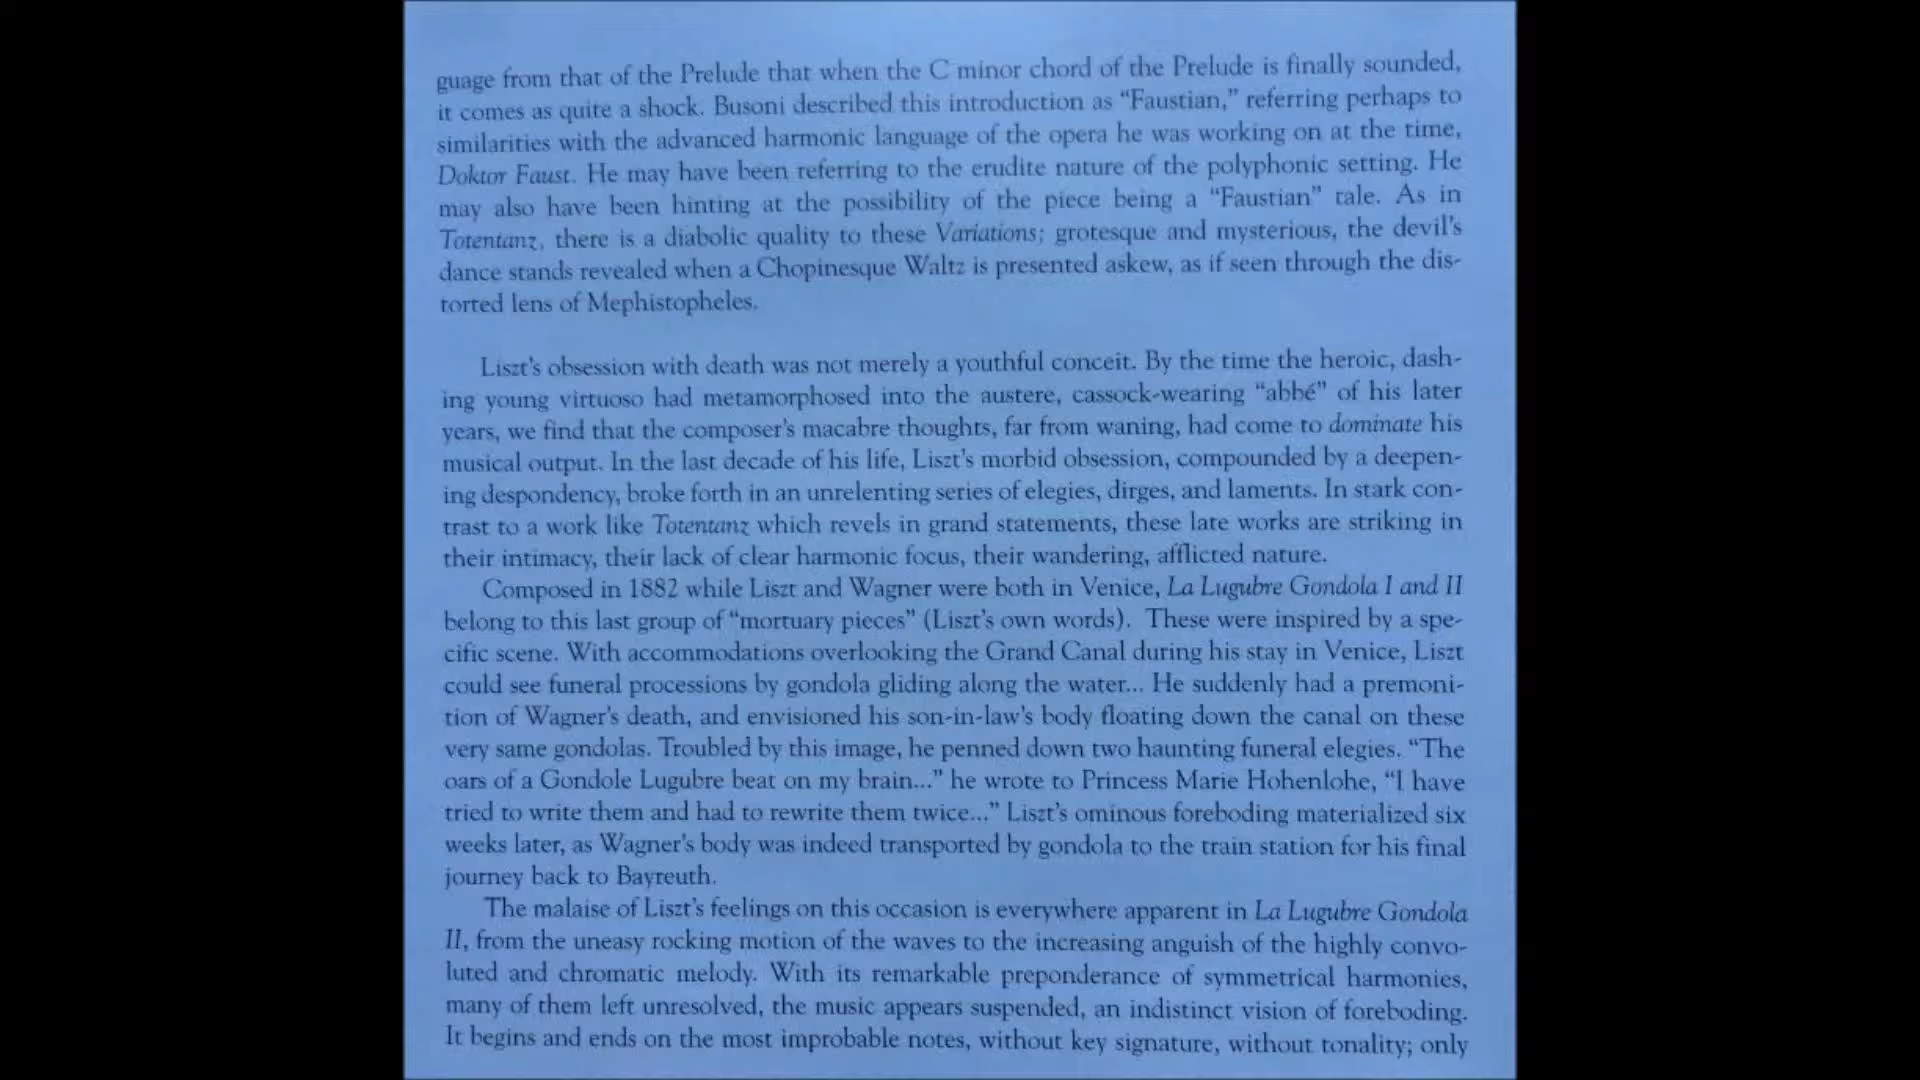 guage from that of the Prelude that when the C minor chord of the Prelude is finally sounded,
it comes as quite a shock. Busoni described this introduction as “Faustian,” referring perhaps to
similarities with the advanced harmonic language of the opera he was working on at the time,
Doktor Faust. He may have been referring to the erudite nature of the polyphonic setting. He
may also have been hinting at the possibility of the piece being a “Faustian” tale. As in
Totentanz, there is a diabolic quality to these Variations; grotesque and mysterious, the devil’s
dance stands revealed when a Chopinesque Waltz is presented askew, as if seen through the dis-
torted lens of Mephistopheles.
Liszt’s obsession with death was not merely a youthful conceit. By the time the heroic, dash-
ing young virtuoso had metamorphosed into the austere, cassock-wearing “abbé” of his later
years, we find that the composer’s macabre thoughts, far from waning, had come to dominate his
musical output. In the last decade of his life, Liszt’s morbid obsession, compounded by a deepen-
ing despondency, broke forth in an unrelenting series of elegies, dirges, and laments. In stark con-
trast to a work like Totentanz which revels in grand statements, these late works are striking in
their intimacy, their lack of clear harmonic focus, their wandering, afflicted nature.
Composed in 1882 while Liszt and Wagner were both in Venice, La Lugubre Gondola I and II
belong to this last group of “mortuary pieces” (Liszt’s own words). These were inspired by a spe-
cific scene. With accommodations overlooking the Grand Canal during his stay in Venice, Liszt
could see funeral processions by gondola gliding along the water... He suddenly had a premoni-
tion of Wagner’s death, and envisioned his son-in-law’s body floating down the canal on these
very same gondolas. Troubled by this image, he penned down two haunting funeral elegies. “The
oars of a Gondole Lugubre beat on my brain...” he wrote to Princess Marie Hohenlohe, “I have
tried to write them and had to rewrite them twice...” Liszt’s ominous foreboding materialized six
weeks later, as Wagner’s body was indeed transported by gondola to the train station for his final
journey back to Bayreuth.
The malaise of Liszt’s feelings on this occasion is everywhere apparent in La Lugubre Gondola
II, from the uneasy rocking motion of the waves to the increasing anguish of the highly convo-
luted and chromatic melody. With its remarkable preponderance of symmetrical harmonies,
many of them left unresolved, the music appears suspended, an indistinct vision of foreboding.
It begins and ends on the most improbable notes, without key signature, without tonality; only